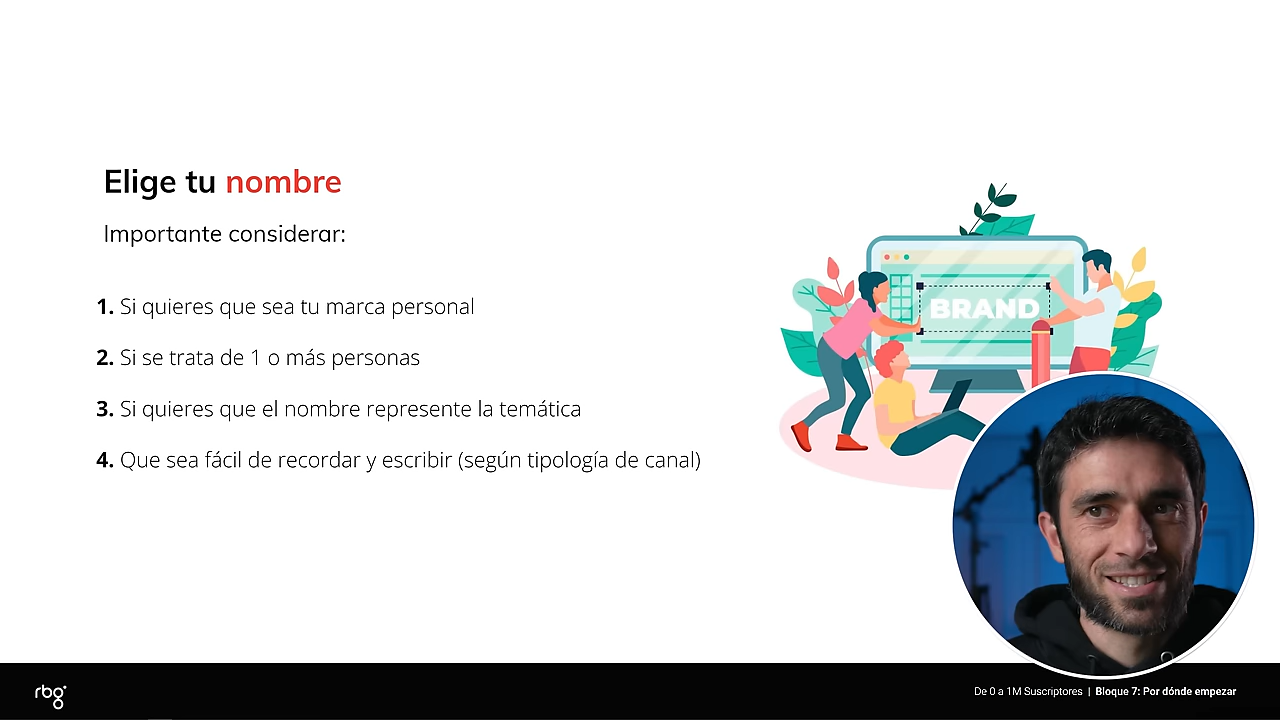 Elige tu nombre
Importante considerar:
1. Si quieres que sea tu marca personal
2. Si se trata de 1 o más personas
3. Si quieres que el nombre represente la temática
4. Que sea fácil de recordar y escribir (según tipología de canal)
BRAND
rbg
De 0 a 1M Suscriptores | Bloque 7: Por dónde empezar